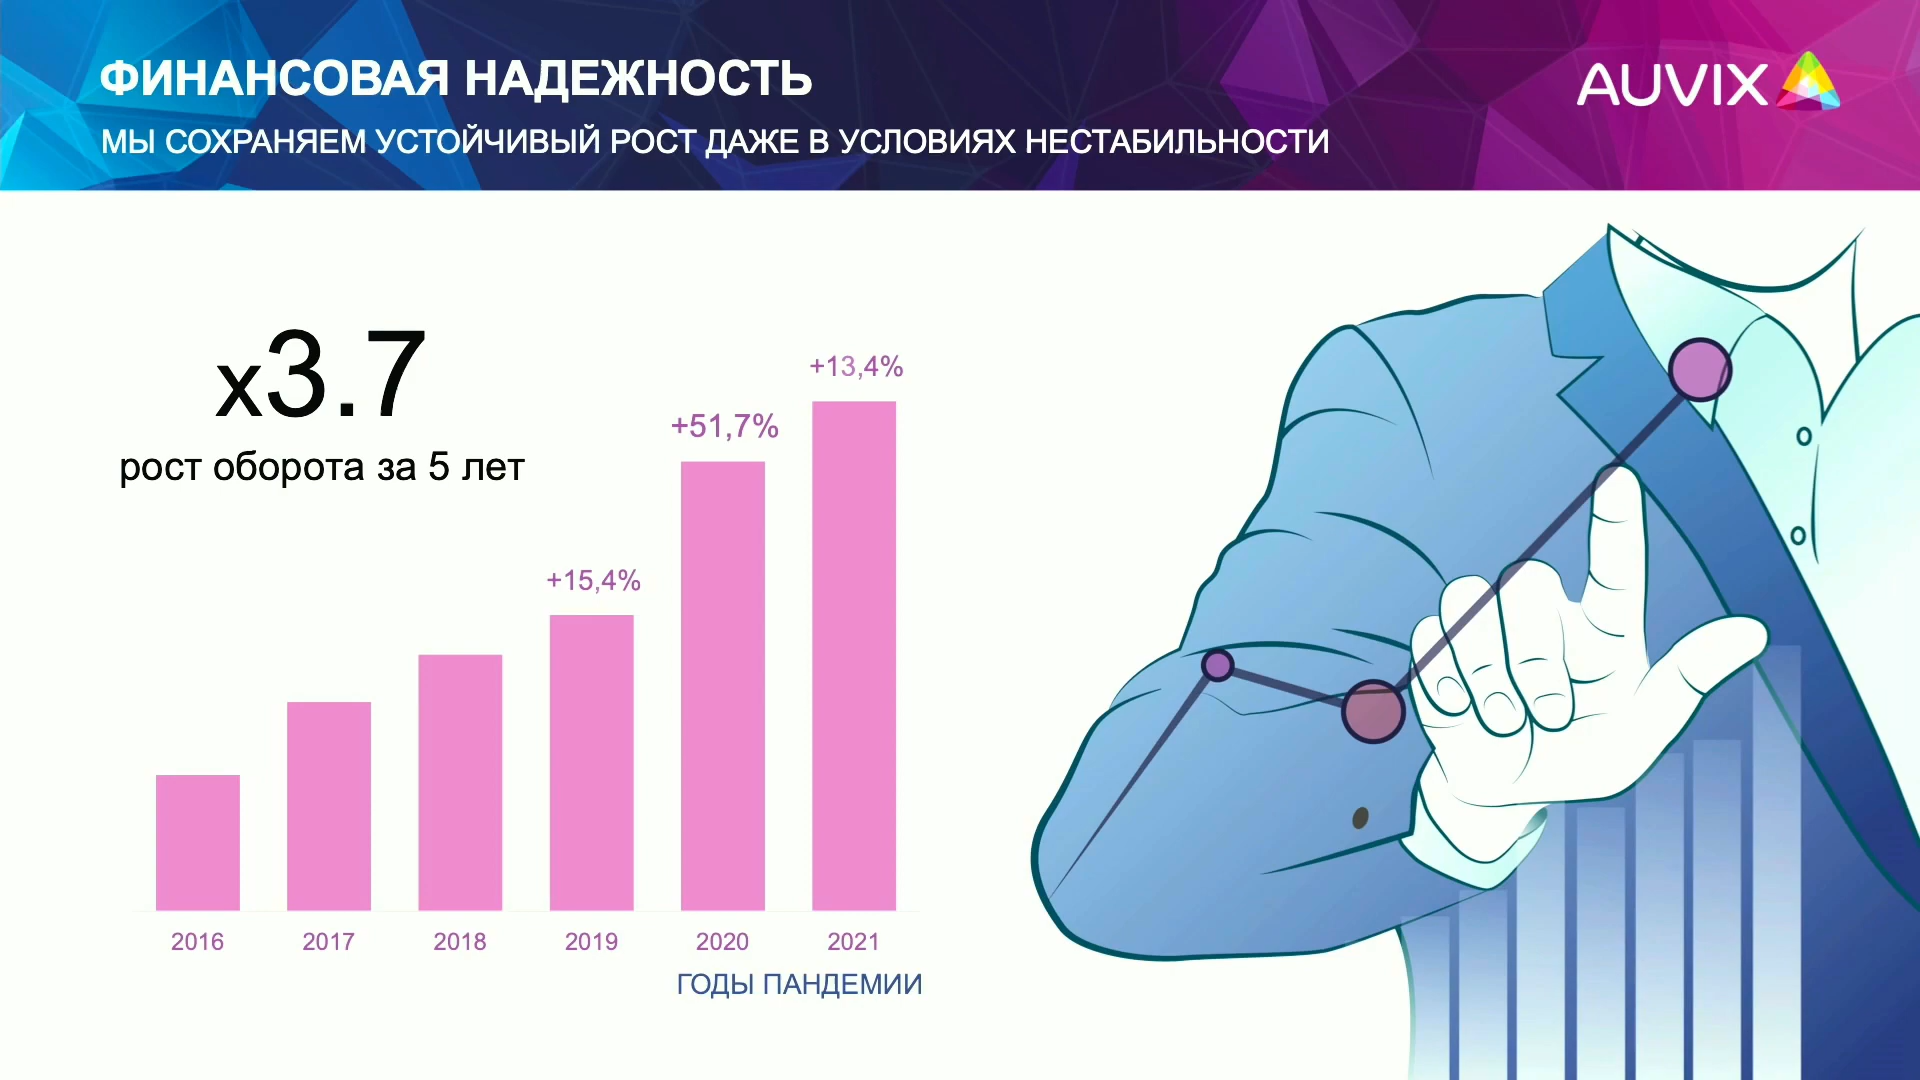 ФИНАНСОВАЯ НАДЕЖНОСТЬ
МЫ СОХРАНЯЕМ УСТОЙЧИВЫЙ РОСТ ДАЖЕ В УСЛОВИЯХ НЕСТАБИЛЬНОСТИ
AUVIX
x3.7
рост оборота за 5 лет
+15,4%
+51,7%
+13,4%
2016 2017 2018 2019 2020 2021
ГОДЫ ПАНДЕМИИ